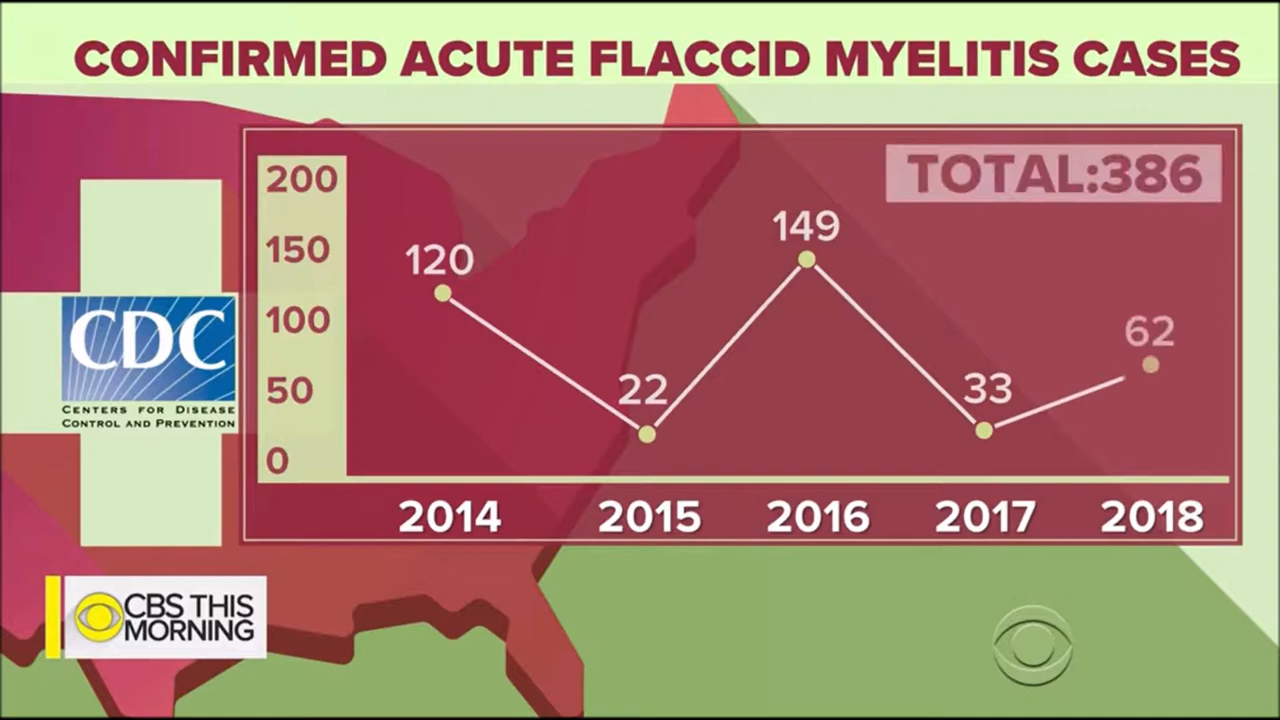 CONFIRMED ACUTE FLACCID MYELITIS CASES
TOTAL:386
200
150
100
50
0
120
22
149
33
62
2014 2015 2016 2017 2018
CDC
CENTERS FOR DISEASE
CONTROL AND PREVENTION
CBS THIS
MORNING